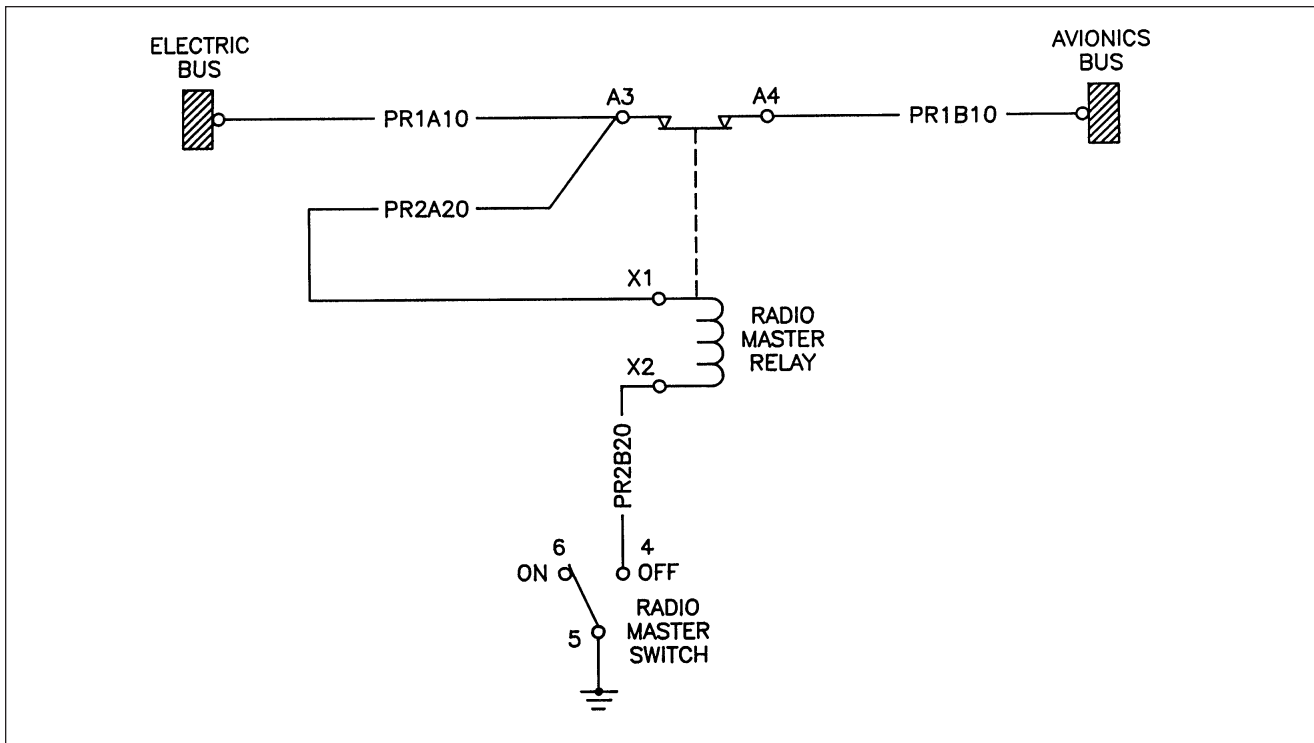 ELECTRIC
BUS
AVIONICS
BUS
PR1A10
A3
A4
PR1B10
PR2A20
X1
RADIO
MASTER
RELAY
X2
PR2B20
6
4
ON
OFF
RADIO
MASTER
SWITCH
5